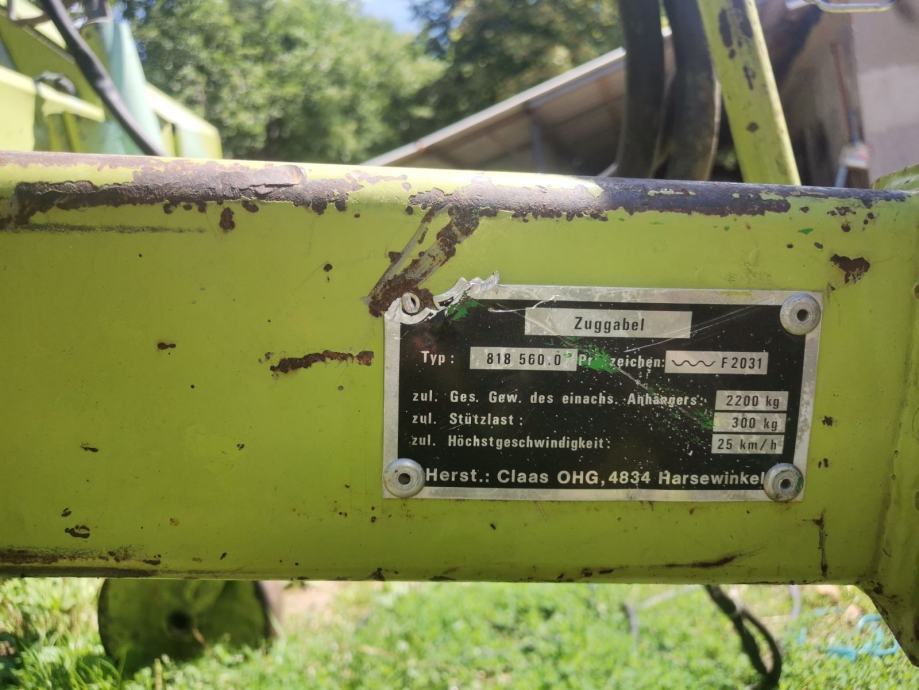 Zuggabel
Typ: 818 560.0 Prüfzeichen: F 2031
zul. Ges. Gew. des einachs. Anhängers: 2200 kg
zul. Stützlast: 300 kg
zul. Höchstgeschwindigkeit: 25 km/h
Herst.: Claas OHG, 4834 Harsewinkel